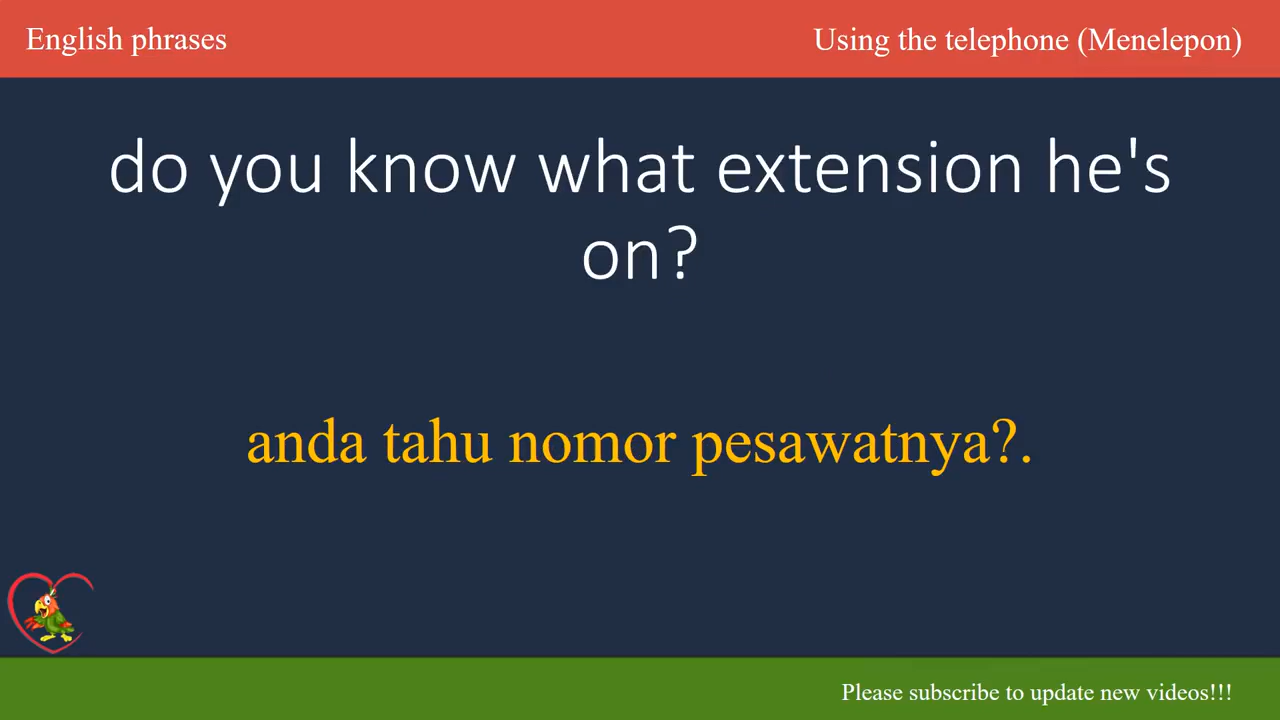 English phrases
Using the telephone (Menelepon)
do you know what extension he's
on?
anda tahu nomor pesawatnya?.
Please subscribe to update new videos!!!